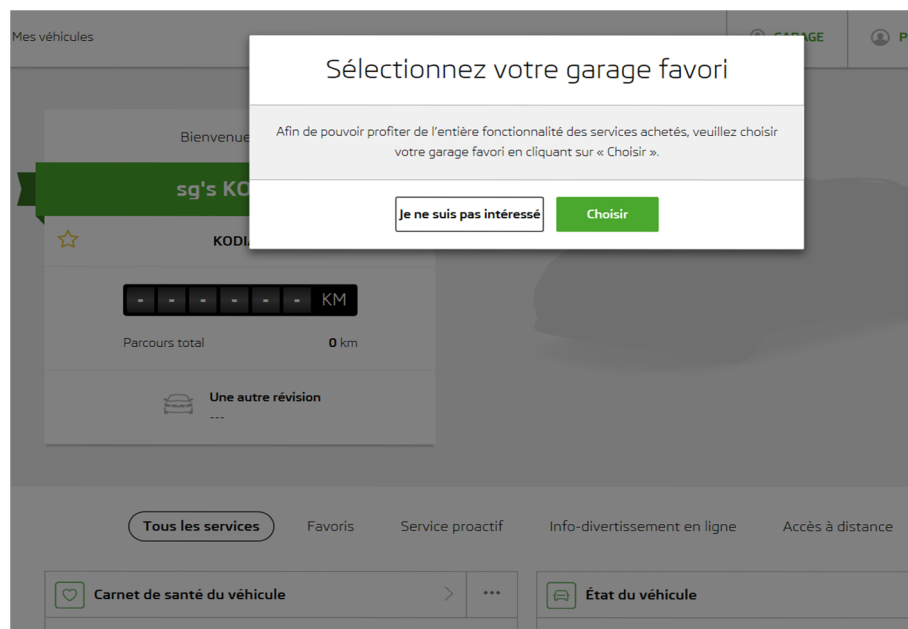 Mes véhicules
GARAGE
P
Sélectionnez votre garage favori
Afin de pouvoir profiter de l'entière fonctionnalité des services achetés, veuillez choisir
votre garage favori en cliquant sur « Choisir ».
Je ne suis pas intéressé
Choisir
Bienvenue
sg's KO
KODI
- - - - - - KM
Parcours total 0 km
Une autre révision
---
Tous les services Favoris Service proactif Info-divertissement en ligne Accès à distance
Carnet de santé du véhicule
État du véhicule